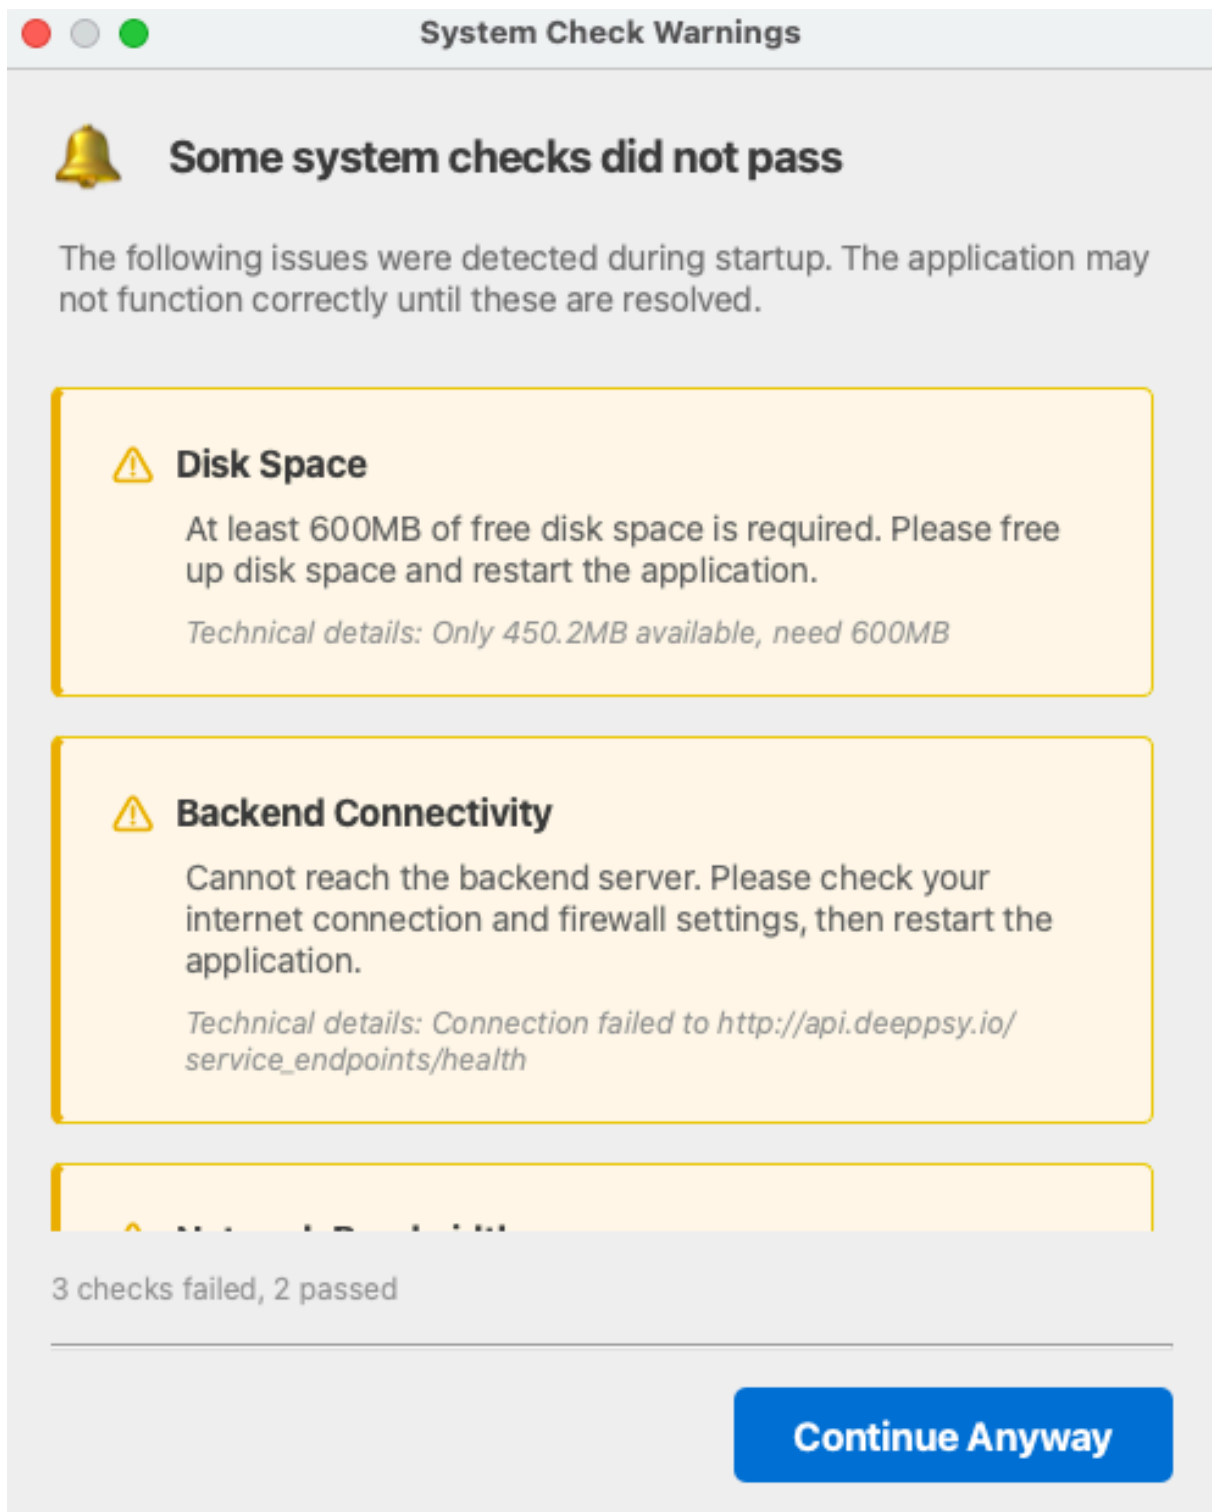 System Check Warnings
Some system checks did not pass
The following issues were detected during startup. The application may
not function correctly until these are resolved.
Disk Space
At least 600MB of free disk space is required. Please free
up disk space and restart the application.
Technical details: Only 450.2MB available, need 600MB
Backend Connectivity
Cannot reach the backend server. Please check your
internet connection and firewall settings, then restart the
application.
Technical details: Connection failed to http://api.deeppsy.io/
service_endpoints/health
Network Bandwidth
3 checks failed, 2 passed
Continue Anyway